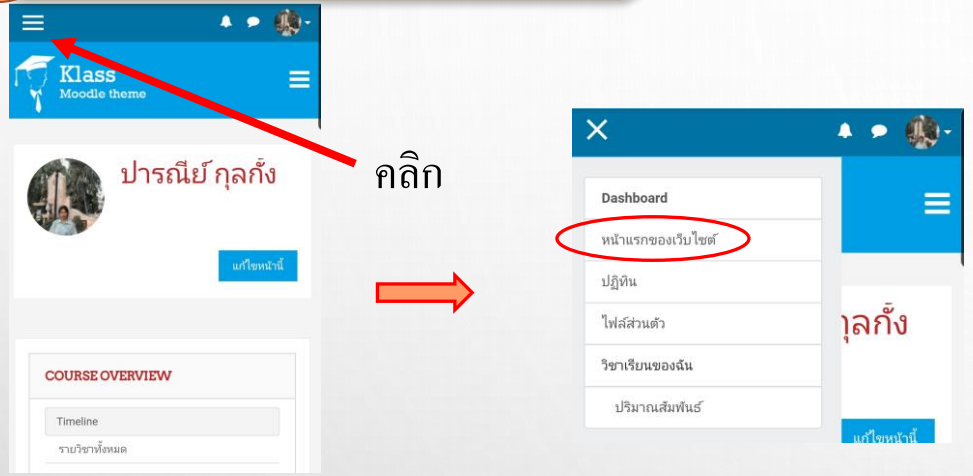 Klass
Moodle theme
ปารณีย์ กุลกั้ง
แก้ไขหน้านี้
COURSE OVERVIEW
Timeline
รายวิชาทั้งหมด
คลิก
Dashboard
หน้าแรกของเว็บไซต์
ปฏิทิน
ไฟล์ส่วนตัว
วิชาเรียนของฉัน
ปริมาณสัมพันธ์
กุลกั้ง
แก้ไขหน้านี้